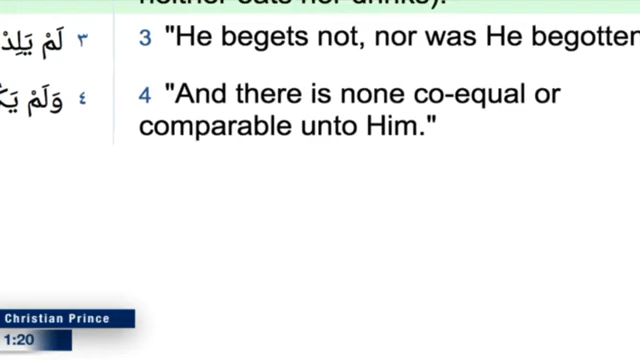 neither eats nor drinks).
٣ لَمْ يَلِدْ
3 "He begets not, nor was He begotten
٤ وَلَمْ
4 "And there is none co-equal or
comparable unto Him."
Christian Prince
1:20